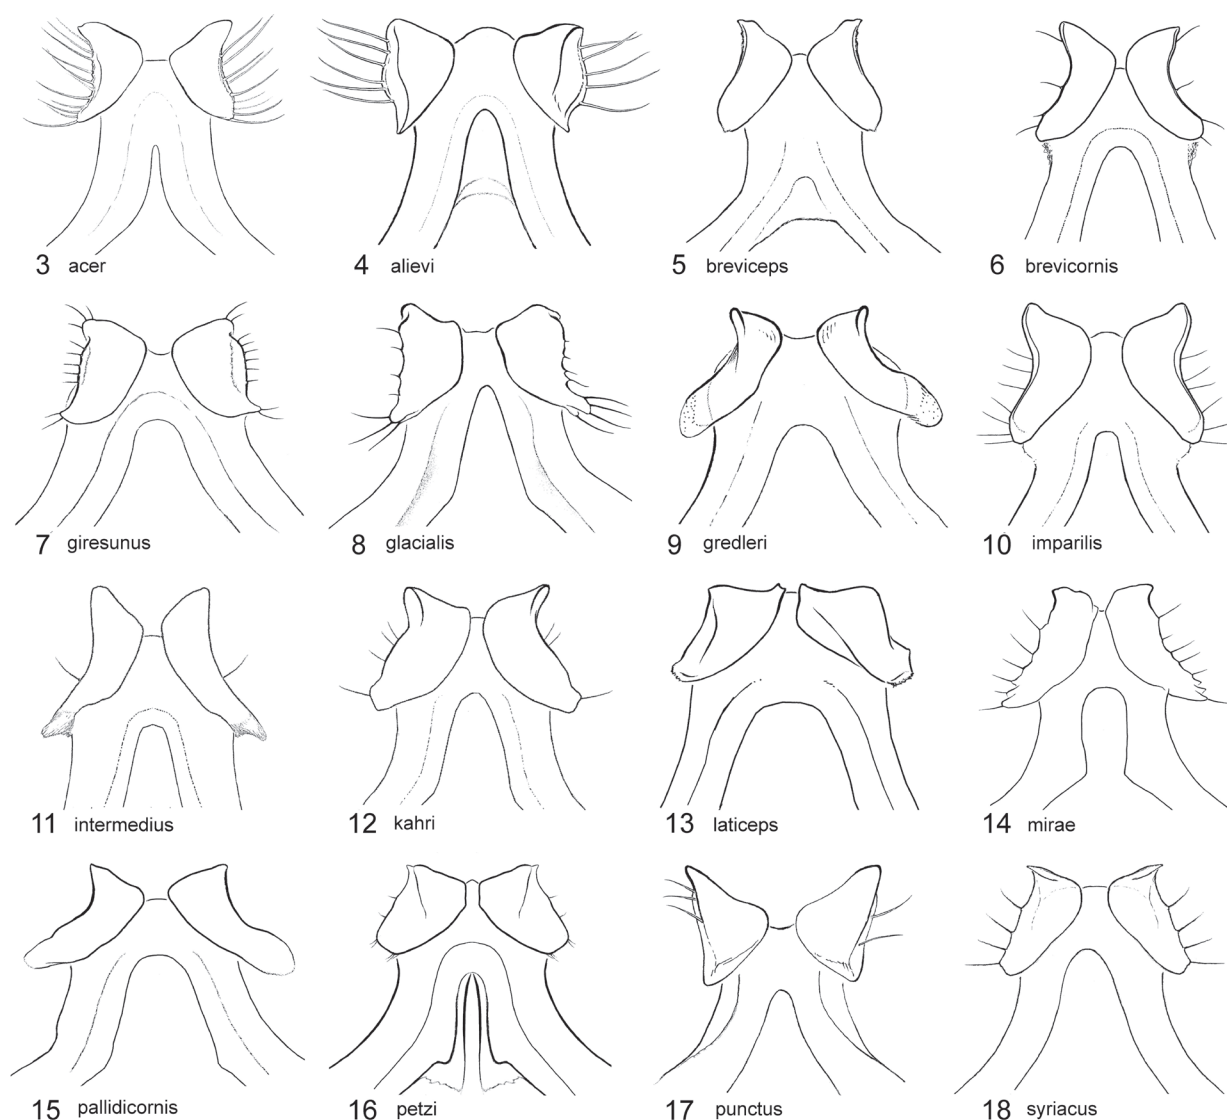 3 acer
4 alievi
5 breviceps
6 brevicornis
7 giresunus
8 glacialis
9 gredleri
10 imparilis
11 intermedius
12 kahri
13 laticeps
14 mirae
15 pallidicornis
16 petzi
17 punctus
18 syriacus